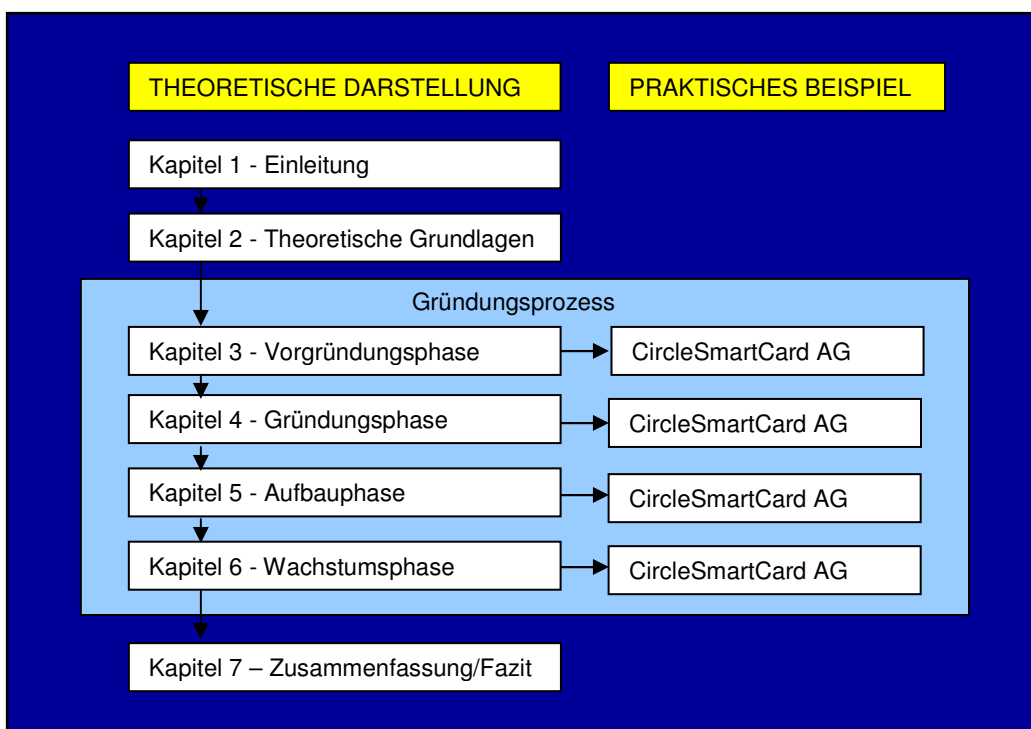 THEORETISCHE DARSTELLUNG
PRAKTISCHES BEISPIEL
Kapitel 1 - Einleitung
Kapitel 2 - Theoretische Grundlagen
Gründungsprozess
Kapitel 3 - Vorgründungsphase
CircleSmartCard AG
Kapitel 4 - Gründungsphase
CircleSmartCard AG
Kapitel 5 - Aufbauphase
CircleSmartCard AG
Kapitel 6 - Wachstumsphase
CircleSmartCard AG
Kapitel 7 – Zusammenfassung/Fazit